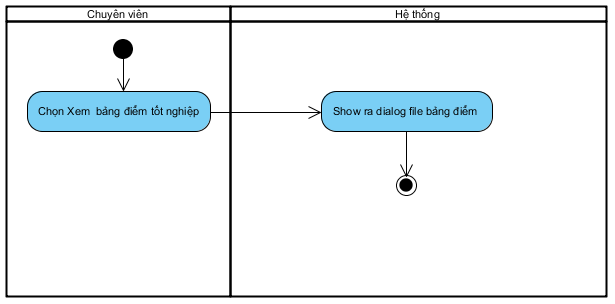 Chuyên viên
Hệ thống
Chọn Xem bảng điểm tốt nghiệp
Show ra dialog file bảng điểm